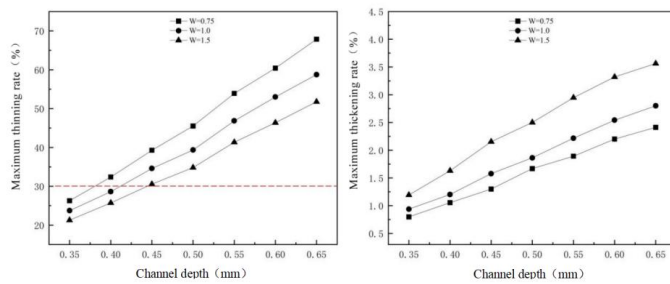 W=0.75
W=1.0
W=1.5
Maximum thinning rate (%)
70
60
50
40
30
20
0.35 0.40 0.45 0.50 0.55 0.60 0.65
Channel depth (mm)
W=0.75
W=1.0
W=1.5
Maximum thickening rate (%)
4.5
4.0
3.5
3.0
2.5
2.0
1.5
1.0
0.5
0.35 0.40 0.45 0.50 0.55 0.60 0.65
Channel depth (mm)